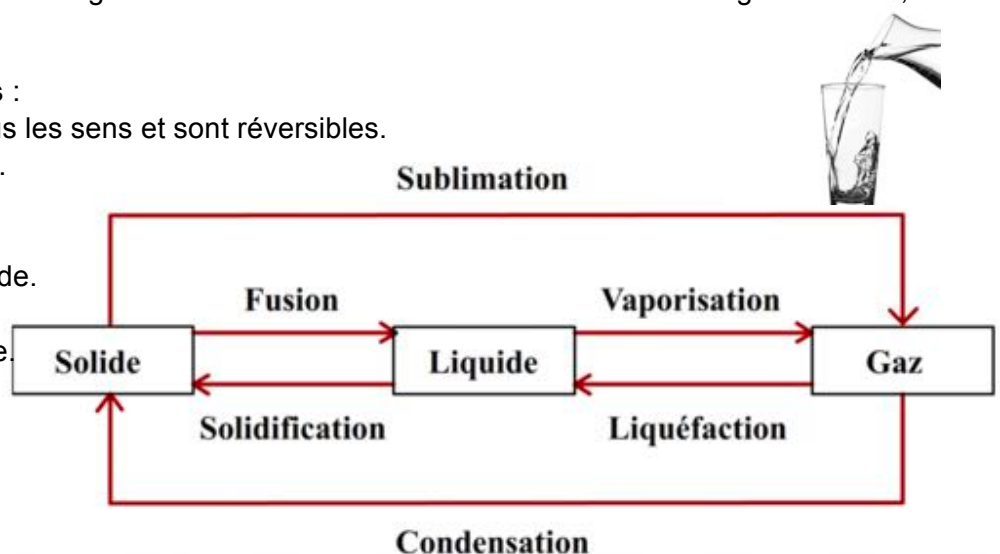 s :
s les sens et sont réversibles.
.
Sublimation
de.
Fusion Vaporisation
e.
Solide Liquide Gaz
Solidification Liquéfaction
Condensation